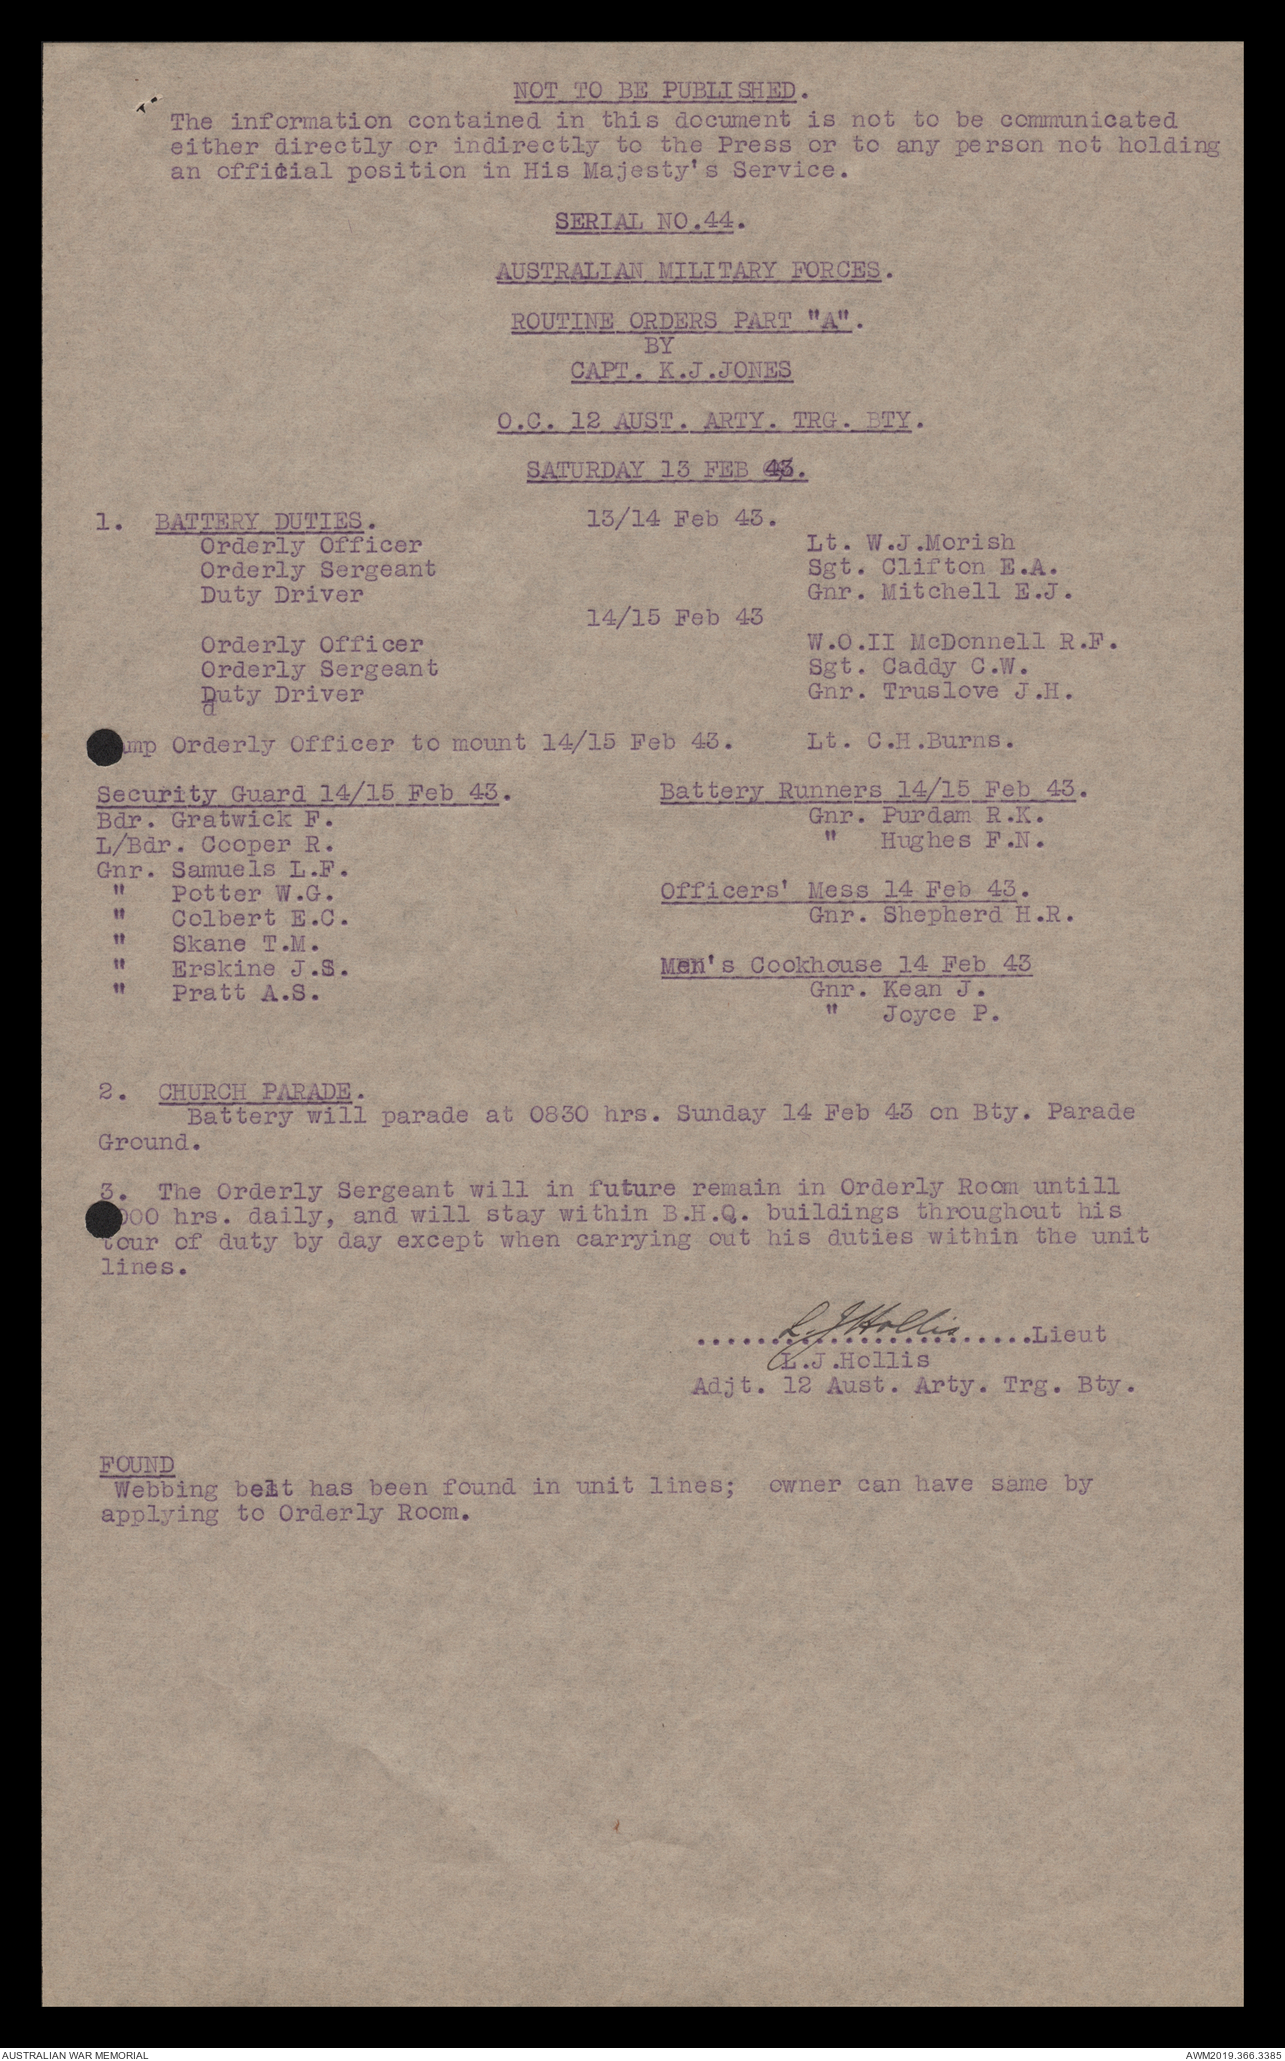 NOT TO BE PUBLISHED.
The information contained in this document is not to be communicated
either directly or indirectly to the Press or to any person not holding
an official position in His Majesty's Service.
SERIAL NO.44.
AUSTRALIAN MILITARY FORCES.
ROUTINE ORDERS PART "A".
BY
CAPT. K.J.JONES
O.C. 12 AUST. ARTY. TRG. BTY.
SATURDAY 13 FEB 43.
1. BATTERY DUTIES. 13/14 Feb 43.
Orderly Officer Lt. W.J.Morish
Orderly Sergeant Sgt. Clifton E.A.
Duty Driver Gnr. Mitchell E.J.
14/15 Feb 43
Orderly Officer W.O.II McDonnell R.F.
Orderly Sergeant Sgt. Caddy C.W.
Duty Driver Gnr. Truslove J.H.
mp Orderly Officer to mount 14/15 Feb 43. Lt. C.H.Burns.
Security Guard 14/15 Feb 43.
Bdr. Gratwick F.
L/Bdr. Cooper R.
Gnr. Samuels L.F.
" Potter W.G.
" Colbert E.C.
" Skane T.M.
" Erskine J.S.
" Pratt A.S.
Battery Runners 14/15 Feb 43.
Gnr. Purdam R.K.
" Hughes F.N.
Officers' Mess 14 Feb 43.
Gnr. Shepherd H.R.
Men's Cookhouse 14 Feb 43
Gnr. Kean J.
" Joyce P.
2. CHURCH PARADE.
Battery will parade at 0830 hrs. Sunday 14 Feb 43 on Bty. Parade
Ground.
3. The Orderly Sergeant will in future remain in Orderly Room untill
000 hrs. daily, and will stay within B.H.Q. buildings throughout his
tour of duty by day except when carrying out his duties within the unit
lines.
L J Hollis
..........................Lieut
L.J.Hollis
Adjt. 12 Aust. Arty. Trg. Bty.
FOUND
Webbing belt has been found in unit lines; owner can have same by
applying to Orderly Room.
AUSTRALIAN WAR MEMORIAL AWM2019.366.3385